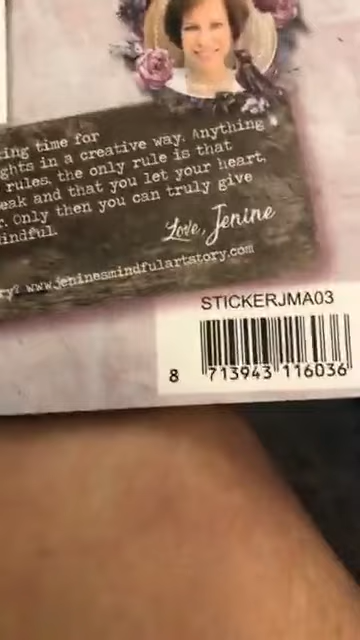 ing time for
ghts in a creative way. Anything
rules, the only rule is that
eak and that you let your heart,
r. Only then you can truly give
indful.
Love, Jenine
ry? www.jeninesmindfulartstory.com
STICKERJMA03
8 713943 116036